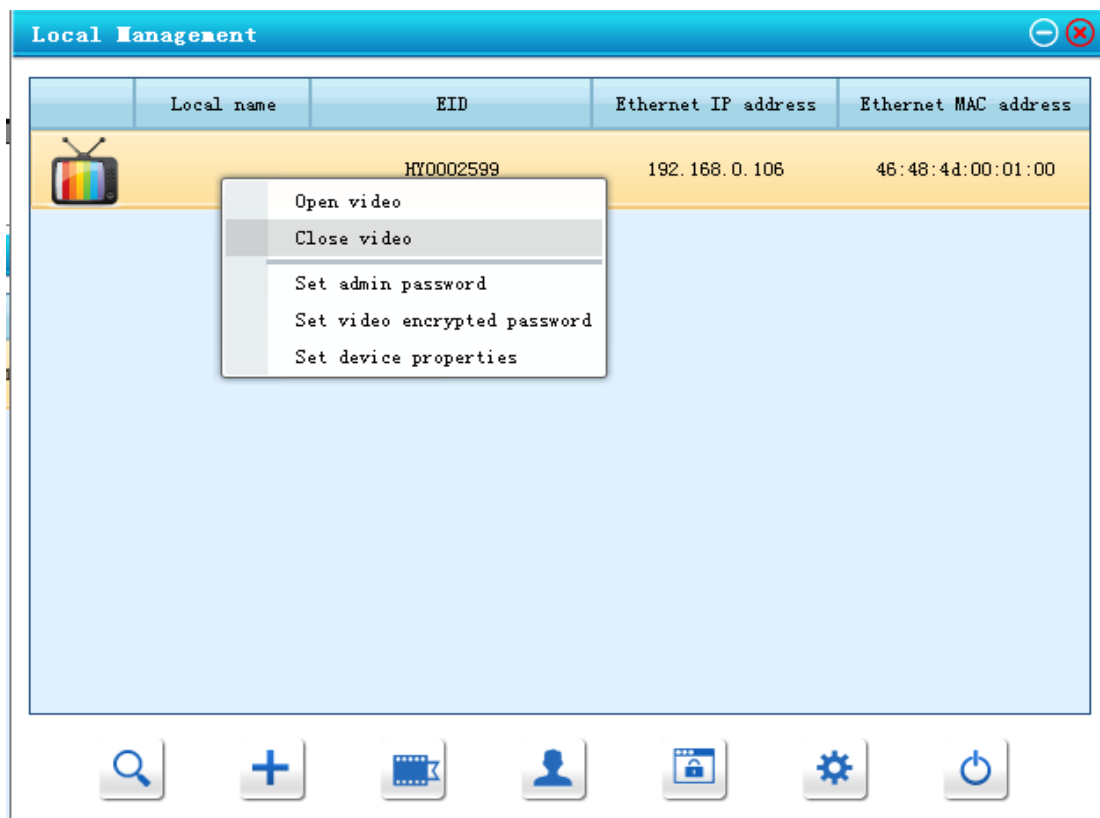 Local Management
Local name EID Ethernet IP address Ethernet MAC address
HY0002599 192.168.0.106 46:48:4d:00:01:00
Open video
Close video
Set admin password
Set video encrypted password
Set device properties